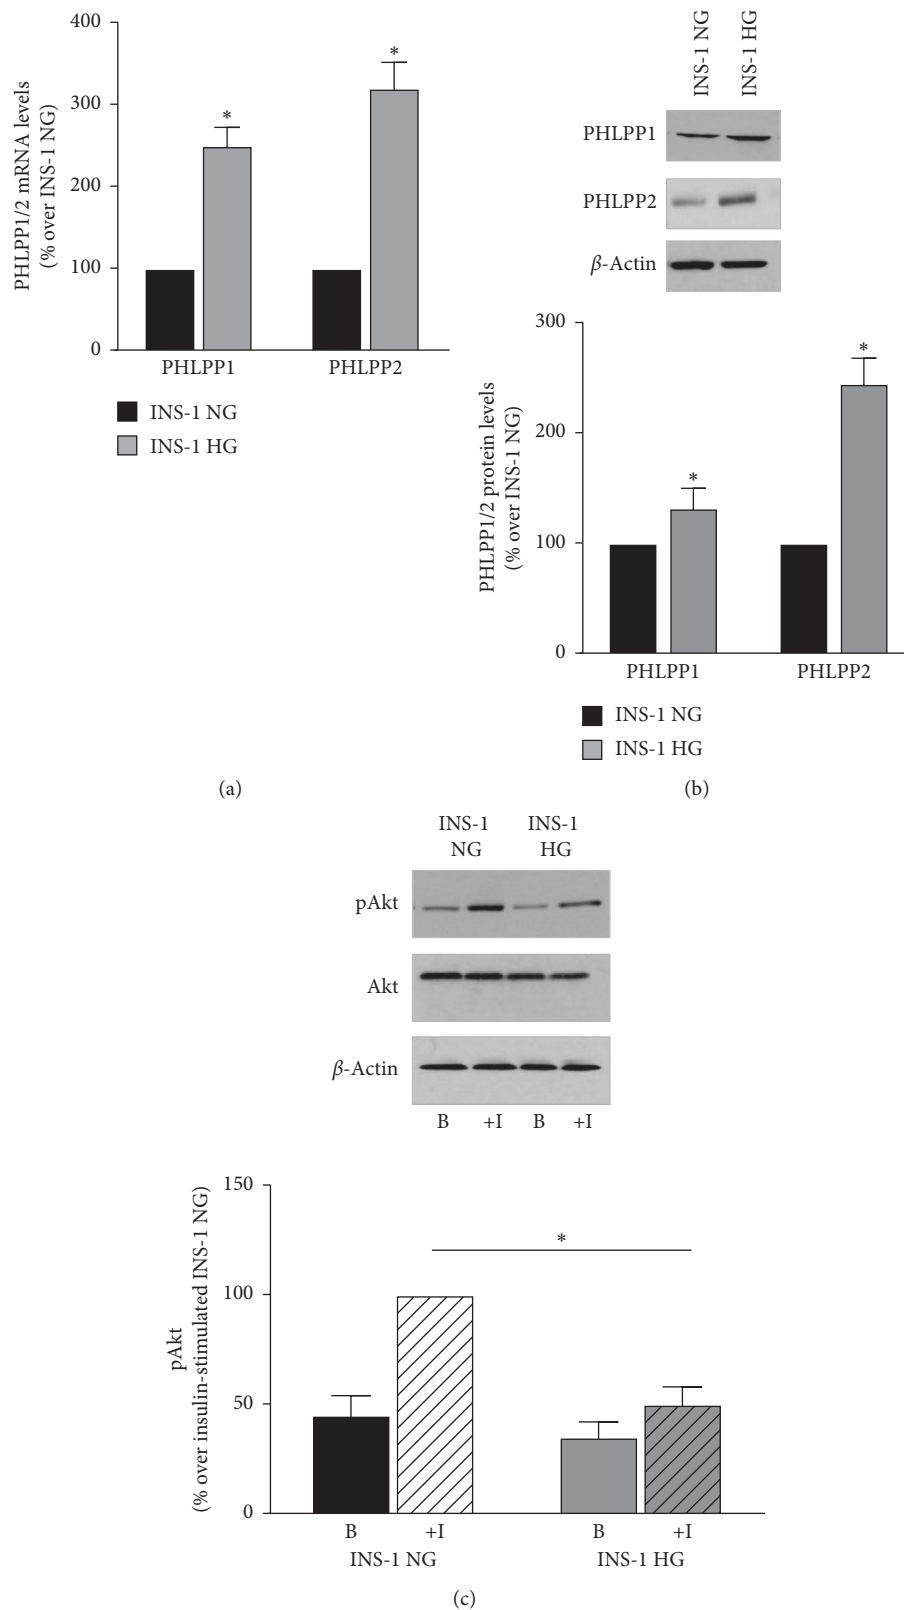 PHLPP1/2 mRNA levels
(% over INS-1 NG)
400
300
200
100
0
*
*
PHLPP1
PHLPP2
INS-1 NG
INS-1 HG
(a)
INS-1 NG
INS-1 HG
PHLPP1
PHLPP2
β-Actin
PHLPP1/2 protein levels
(% over INS-1 NG)
300
200
100
0
*
*
PHLPP1
PHLPP2
INS-1 NG
INS-1 HG
(b)
INS-1
NG
INS-1
HG
pAkt
Akt
β-Actin
B +I B +I
pAkt
(% over insulin-stimulated INS-1 NG)
150
100
50
0
*
B +I B +I
INS-1 NG INS-1 HG
(c)